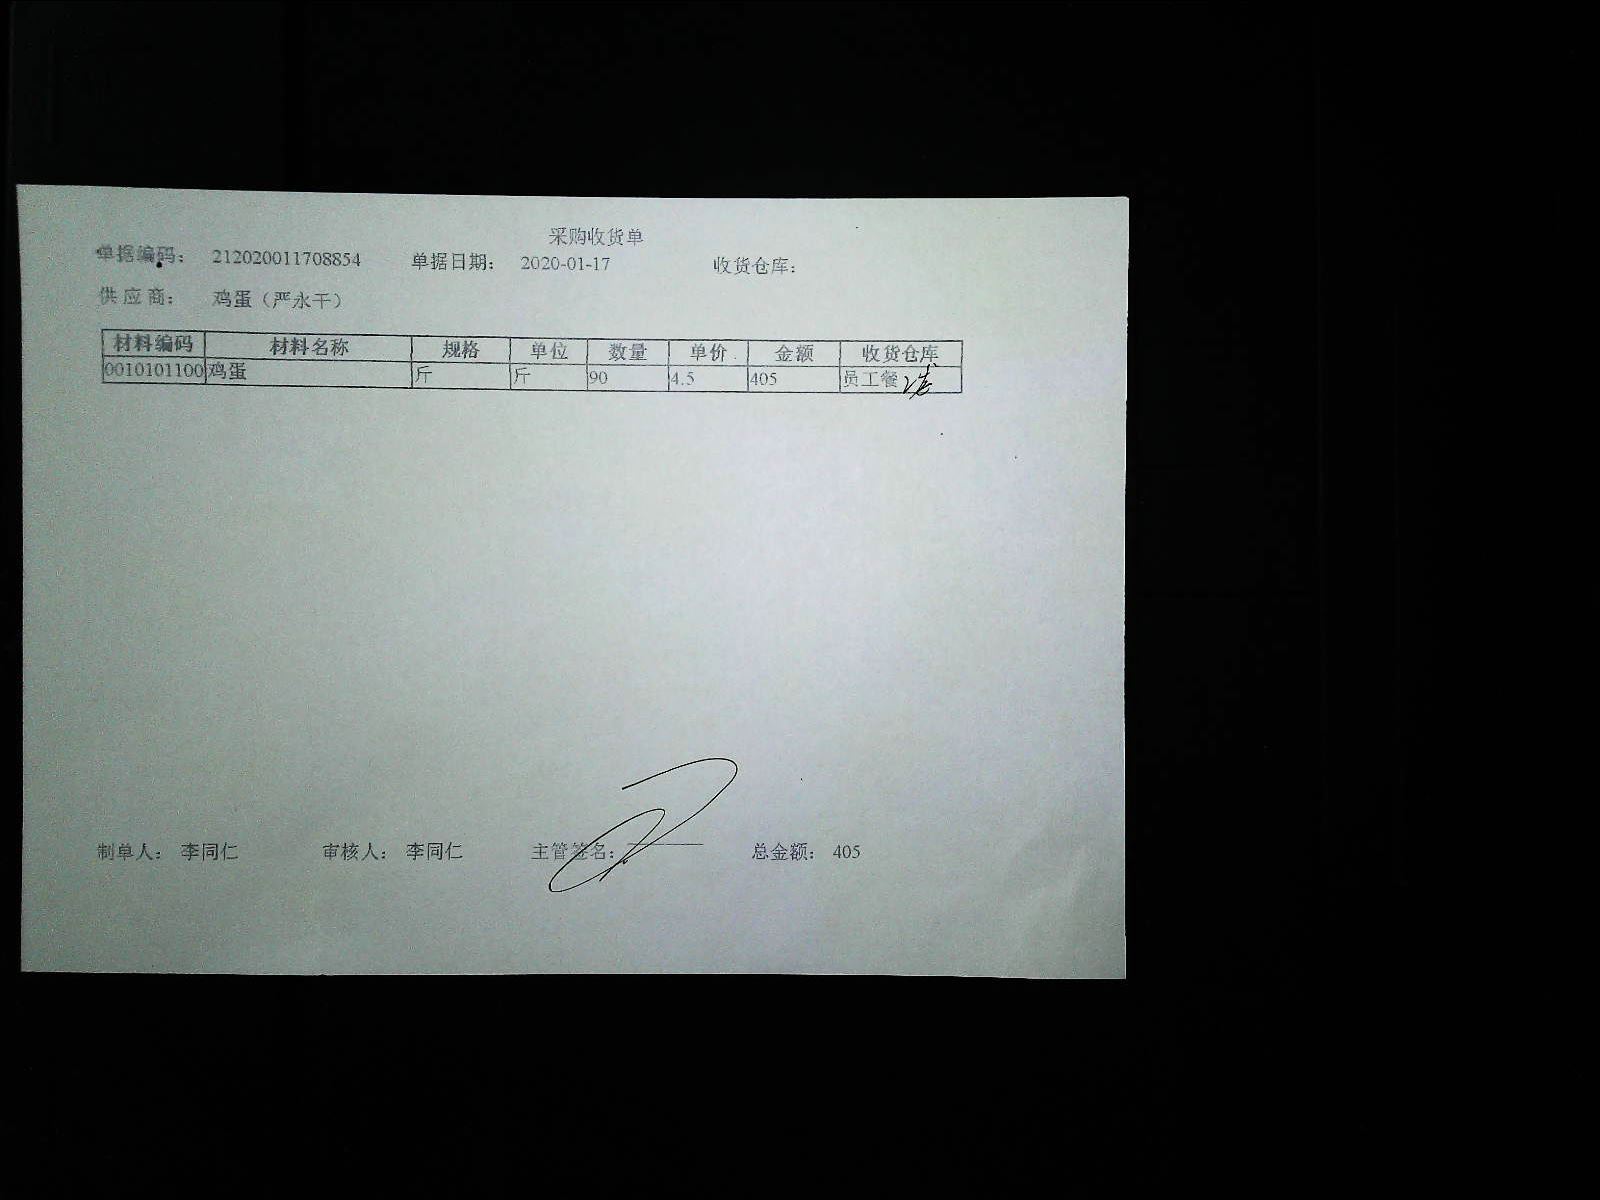 采购收货单
单据编码： 212020011708854 单据日期： 2020-01-17 收货仓库：
供应商： 鸡蛋（严永干）
材料编码 材料名称 规格 单位 数量 单价 金额 收货仓库
0010101100 鸡蛋 斤 斤 90 4.5 405 员工餐
制单人： 李同仁 审核人： 李同仁 主管签名： 总金额： 405